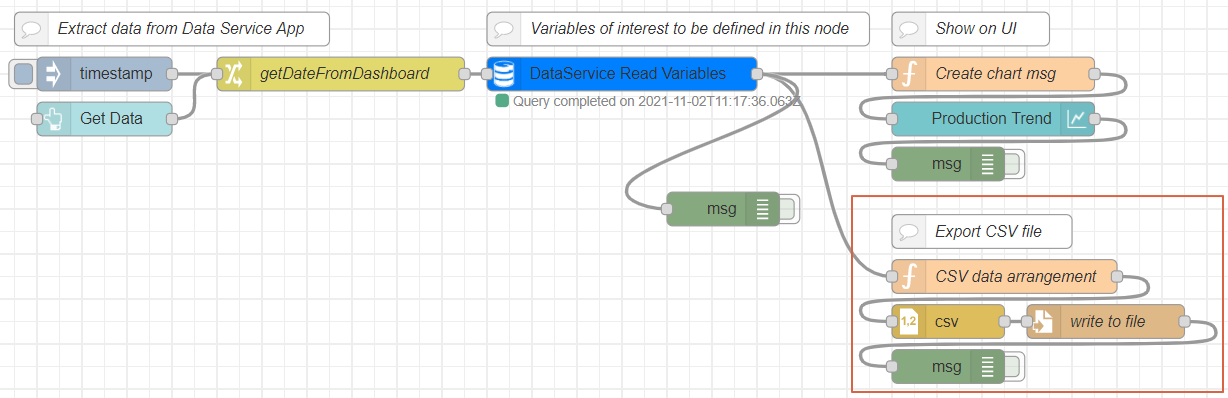 Extract data from Data Service App
Variables of interest to be defined in this node
Show on UI
timestamp
getDateFromDashboard
DataService Read Variables
Create chart msg
Query completed on 2021-11-02T11:17:36.063Z
Get Data
Production Trend
msg
msg
Export CSV file
CSV data arrangement
1,2
csv
write to file
msg